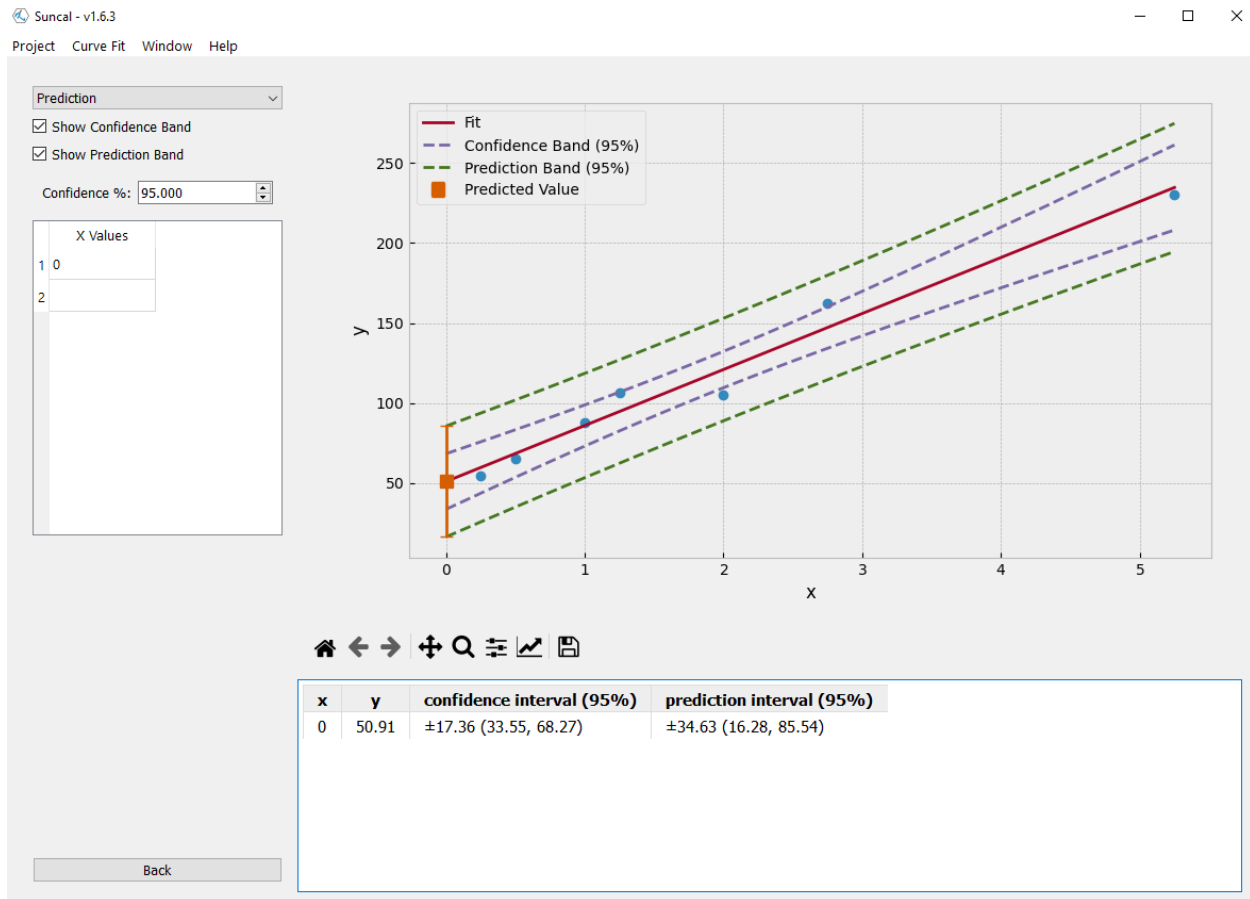 Suncal - v1.6.3
Project Curve Fit Window Help
Prediction
Show Confidence Band
Show Prediction Band
Confidence %: 95.000
X Values
1 0
2
Back
Fit
Confidence Band (95%)
Prediction Band (95%)
Predicted Value
250
200
150
100
50
y
0 1 2 3 4 5
x
x y confidence interval (95%) prediction interval (95%)
0 50.91 ±17.36 (33.55, 68.27) ±34.63 (16.28, 85.54)